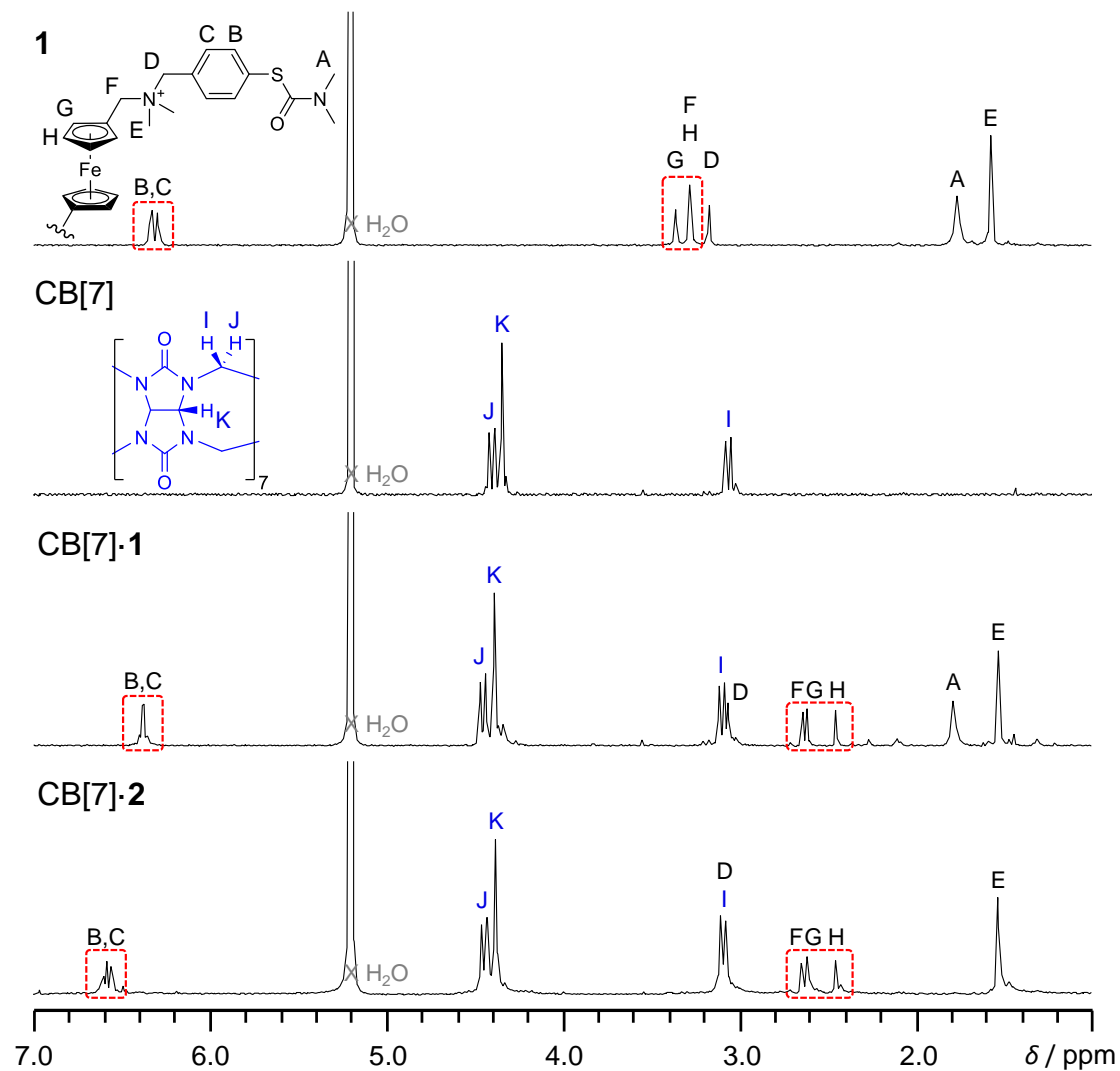 1
C B
D S A
F
N+ N
G E O
H
Fe
F
H
G D
B,C
A
E
X H₂O
CB[7]
I J
H H
O
N N
H K
N N
O
7
J
K
I
X H₂O
CB[7]·1
B,C
J
K
I
D
F G H
A
E
X H₂O
CB[7]·2
B,C
J
K
D
I
F G H
E
X H₂O
7.0 6.0 5.0 4.0 3.0 2.0 δ / ppm